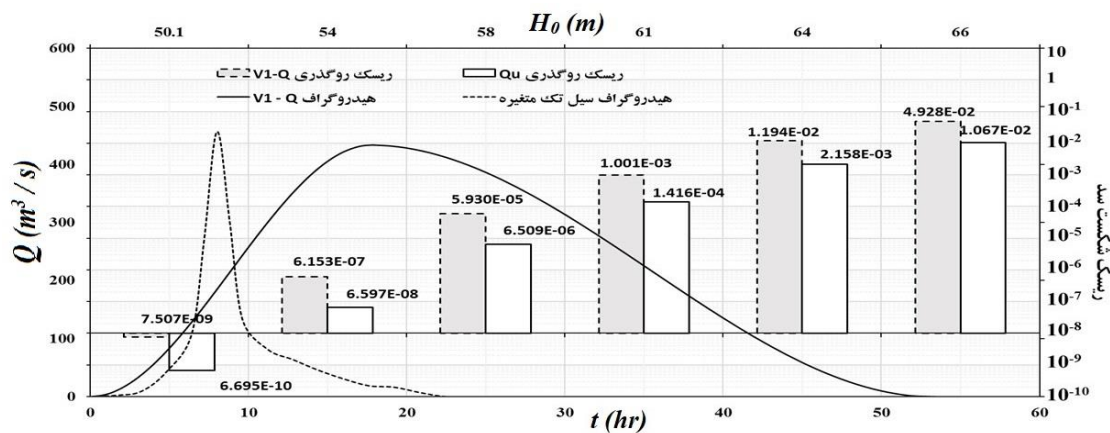 H₀ (m)
50.1 54 58 61 64 66
Q (m³ / s)
600
500
400
300
200
100
0
ریسک روگذری V1-Q
ریسک روگذری Qu
هیدروگراف V1 - Q
هیدروگراف سیل تک متغیره
7.507E-09
6.695E-10
6.153E-07
6.597E-08
5.930E-05
6.509E-06
1.001E-03
1.416E-04
1.194E-02
2.158E-03
4.928E-02
1.067E-02
10
1
10⁻¹
10⁻²
10⁻³
10⁻⁴
10⁻⁵
10⁻⁶
10⁻⁷
10⁻⁸
10⁻⁹
10⁻¹⁰
ریسک شکست سد
0 10 20 30 40 50 60
t (hr)